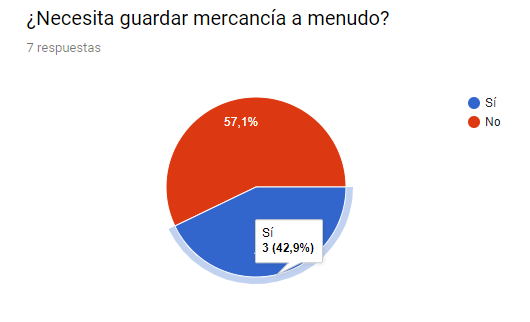 ¿Necesita guardar mercancía a menudo?
7 respuestas
Sí
No
57,1%
Sí
3 (42,9%)